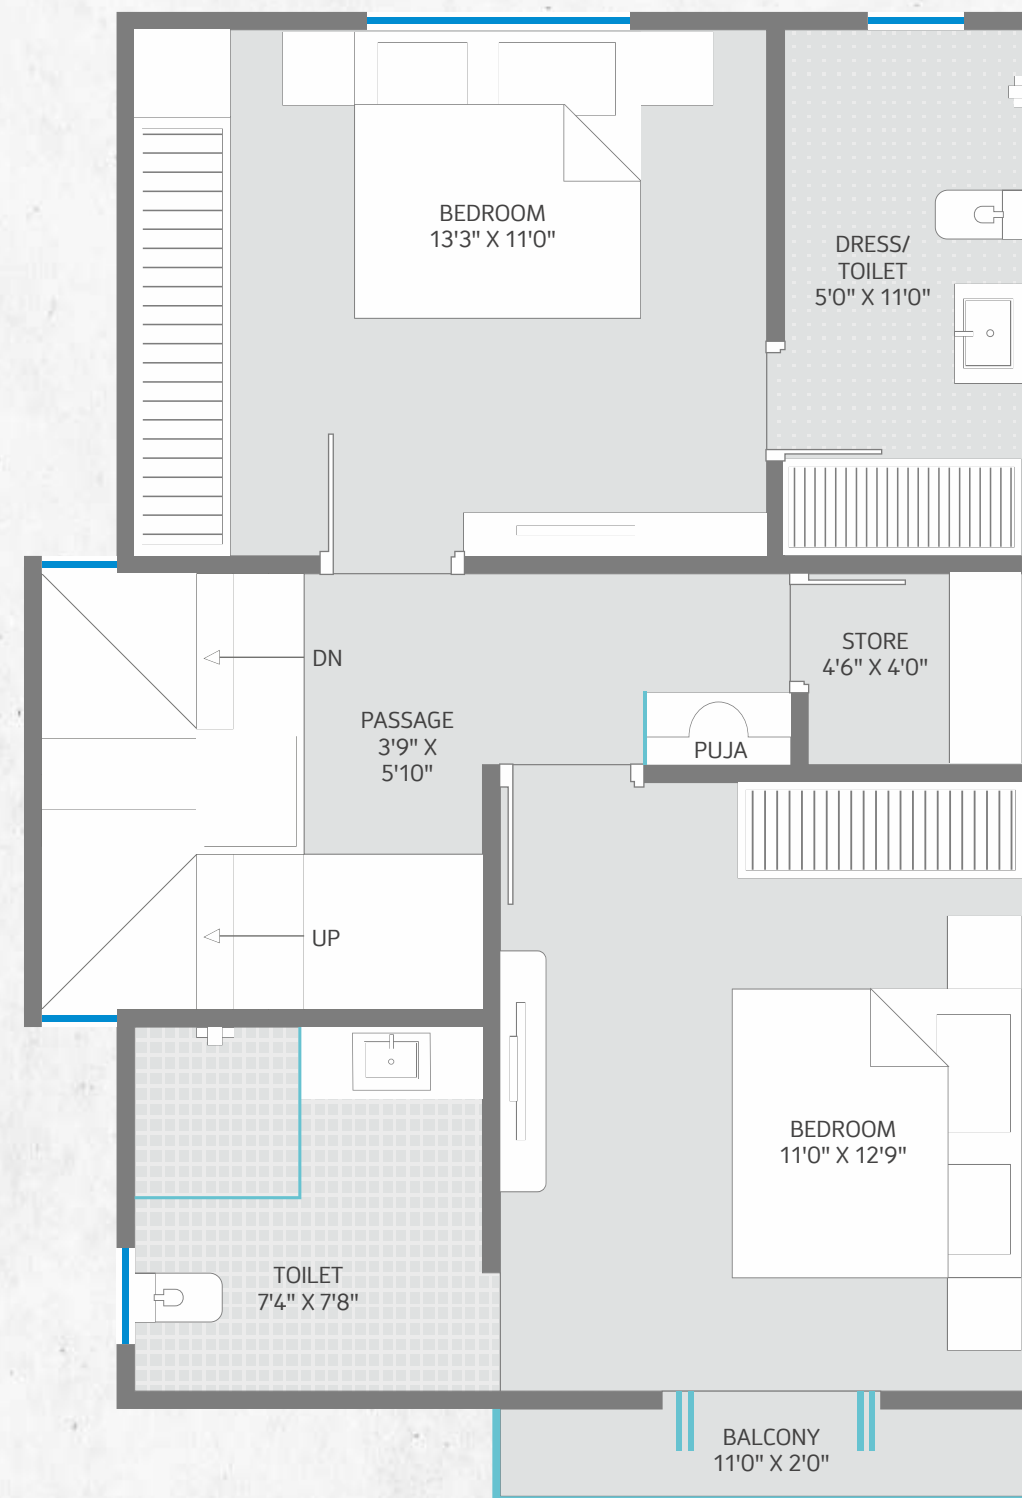 BEDROOM
13'3" X 11'0"
DRESS/
TOILET
5'0" X 11'0"
DN
STORE
4'6" X 4'0"
PASSAGE
3'9" X
5'10"
PUJA
UP
BEDROOM
11'0" X 12'9"
TOILET
7'4" X 7'8"
BALCONY
11'0" X 2'0"